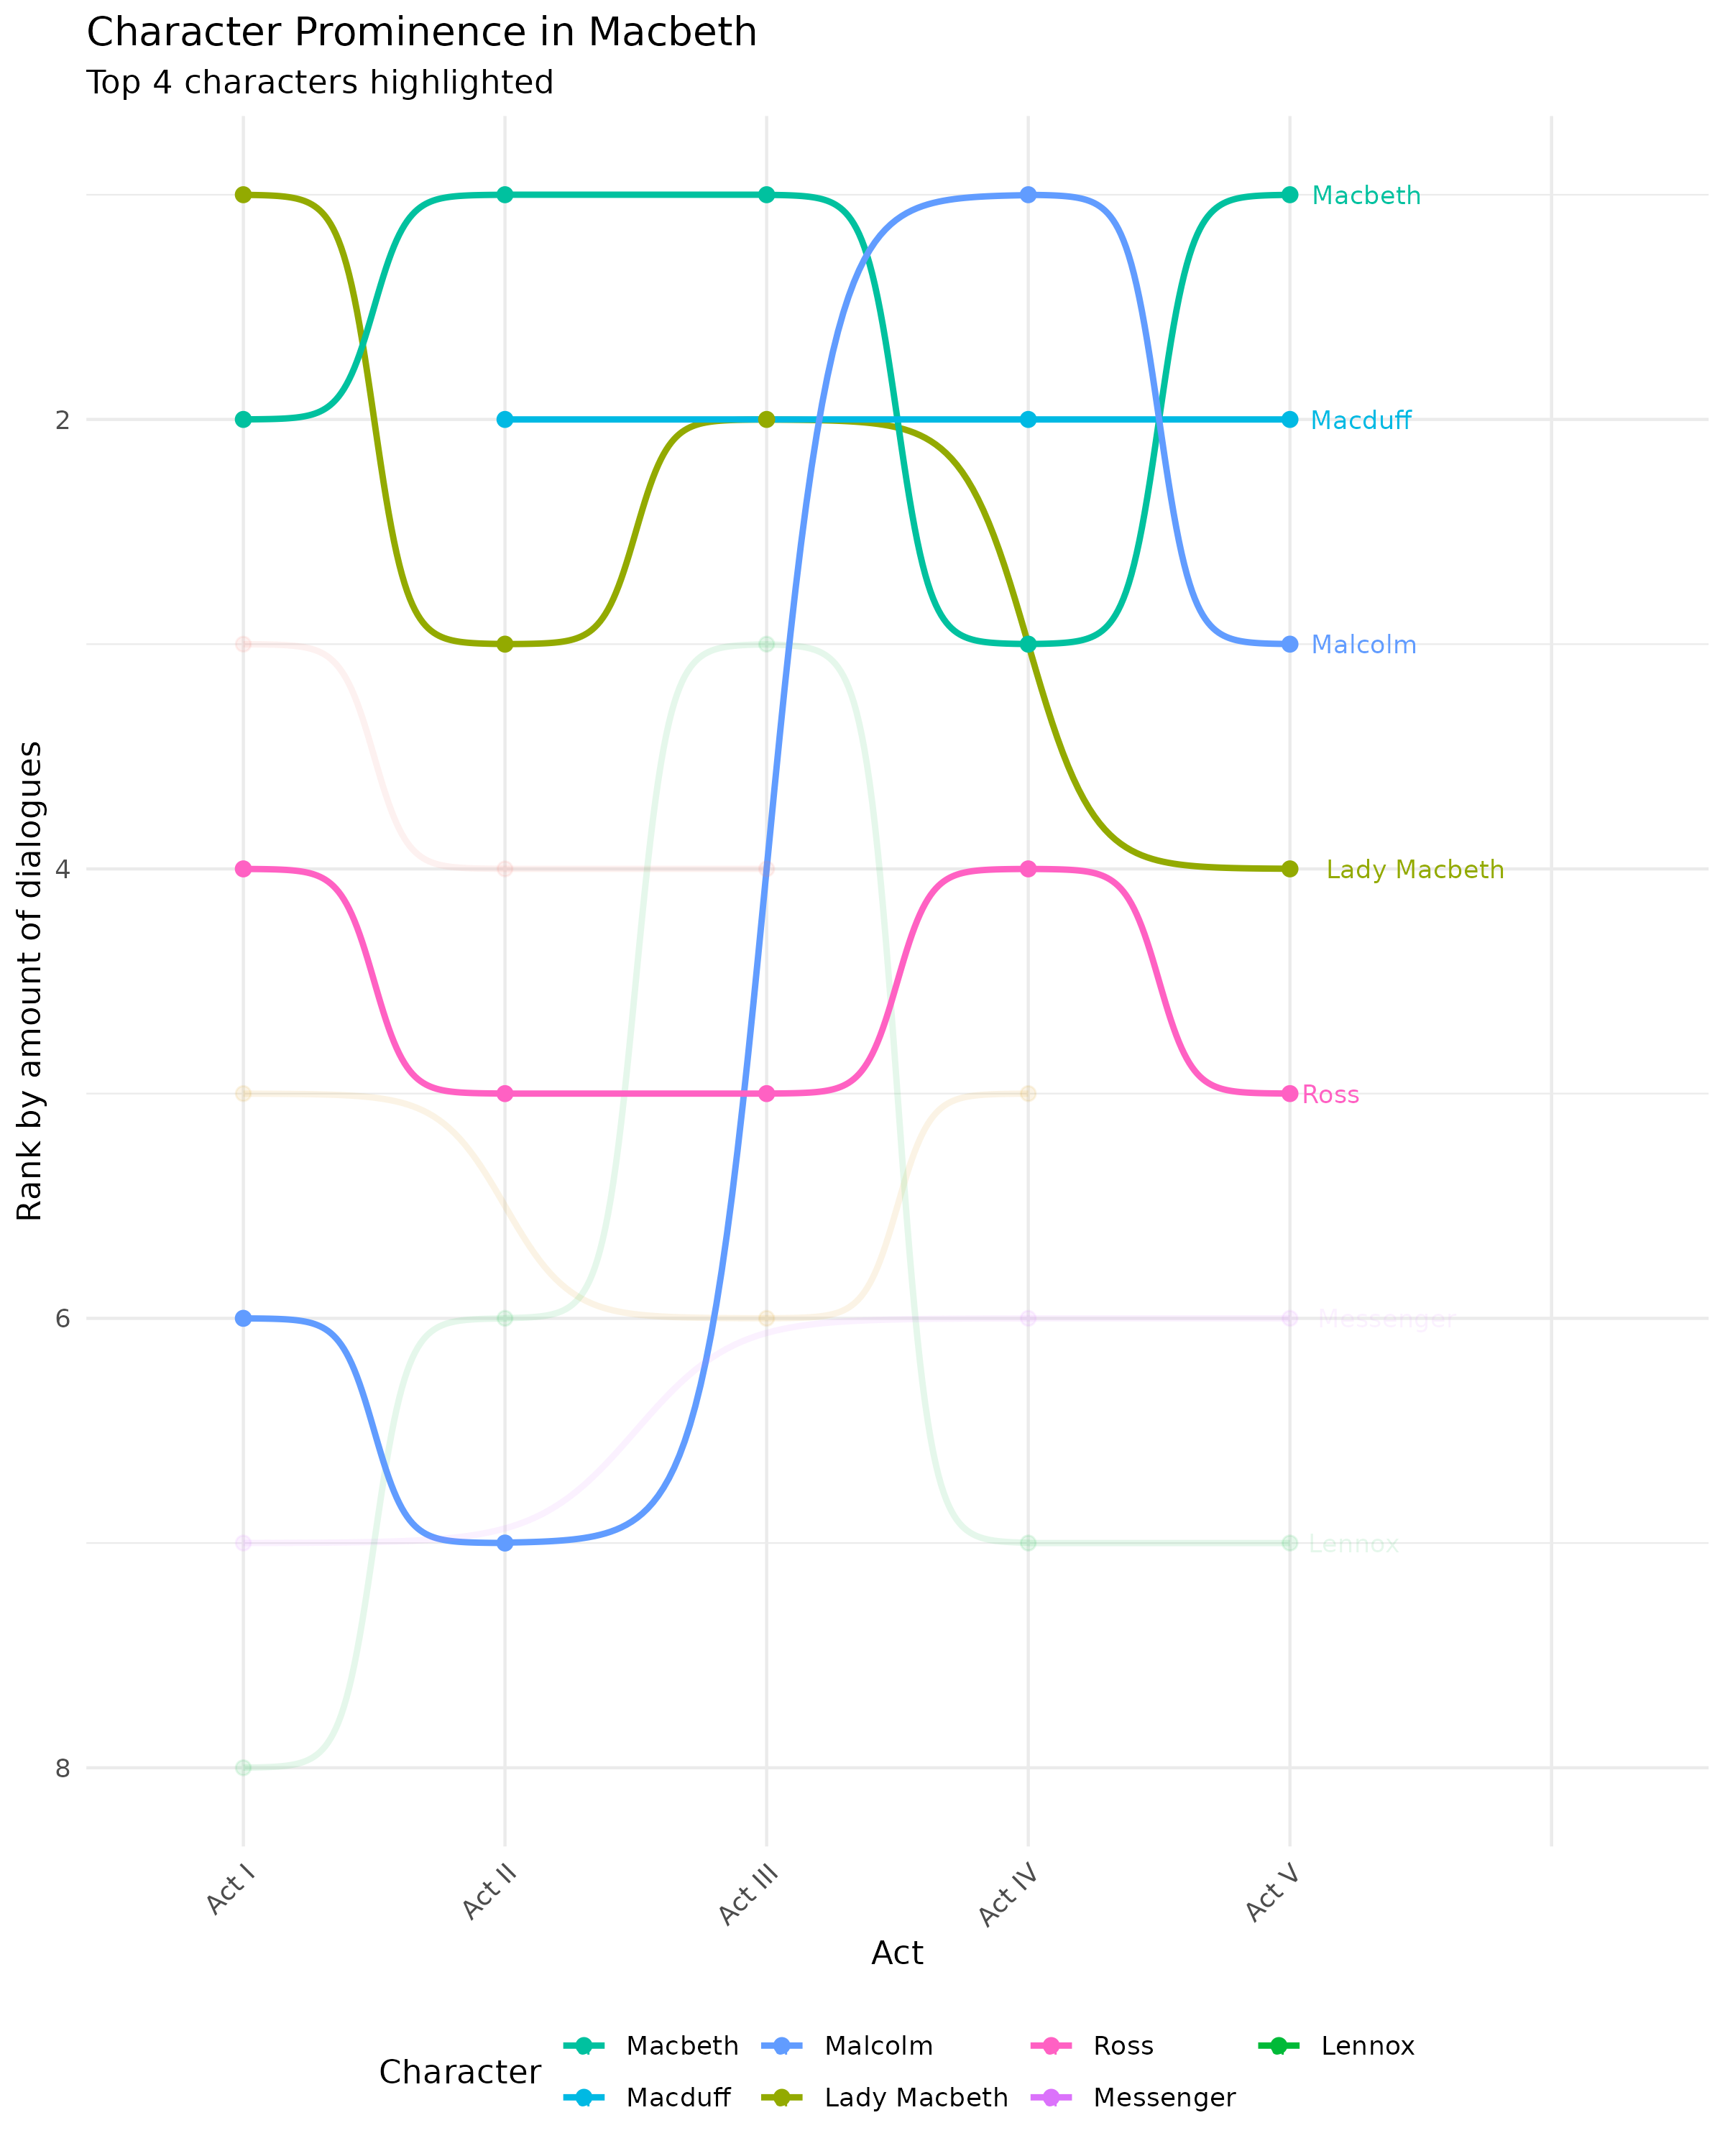 Character Prominence in Macbeth
Top 4 characters highlighted
Rank by amount of dialogues
2
4
6
8
Macbeth
Macduff
Malcolm
Lady Macbeth
Ross
Messenger
Lennox
Act I
Act II
Act III
Act IV
Act V
Act
Character
Macbeth
Malcolm
Ross
Lennox
Macduff
Lady Macbeth
Messenger